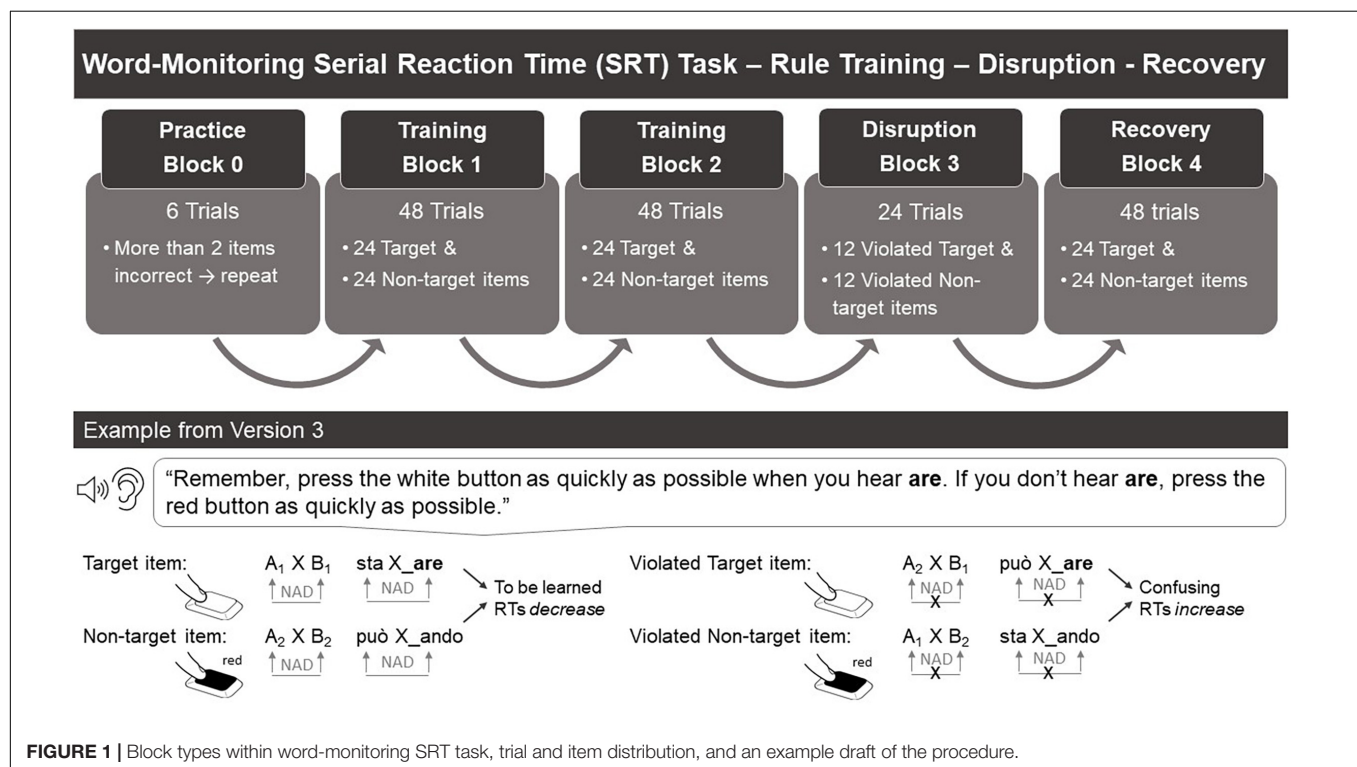 Word-Monitoring Serial Reaction Time (SRT) Task – Rule Training – Disruption - Recovery
Practice
Block 0
6 Trials
• More than 2 items
incorrect → repeat
Training
Block 1
48 Trials
• 24 Target &
• 24 Non-target items
Training
Block 2
48 Trials
• 24 Target &
• 24 Non-target items
Disruption
Block 3
24 Trials
• 12 Violated Target &
• 12 Violated Non-
target items
Recovery
Block 4
48 trials
• 24 Target &
• 24 Non-target items
Example from Version 3
“Remember, press the white button as quickly as possible when you hear are. If you don’t hear are, press the
red button as quickly as possible.”
Target item:
A₁ X B₁
NAD
sta X_are
NAD
Non-target item:
red
A₂ X B₂
NAD
può X_ando
NAD
To be learned
RTs decrease
Violated Target item:
A₂ X B₁
NAD
X
può X_are
NAD
X
Violated Non-target item:
red
A₁ X B₂
NAD
X
sta X_ando
NAD
X
Confusing
RTs increase
FIGURE 1 | Block types within word-monitoring SRT task, trial and item distribution, and an example draft of the procedure.